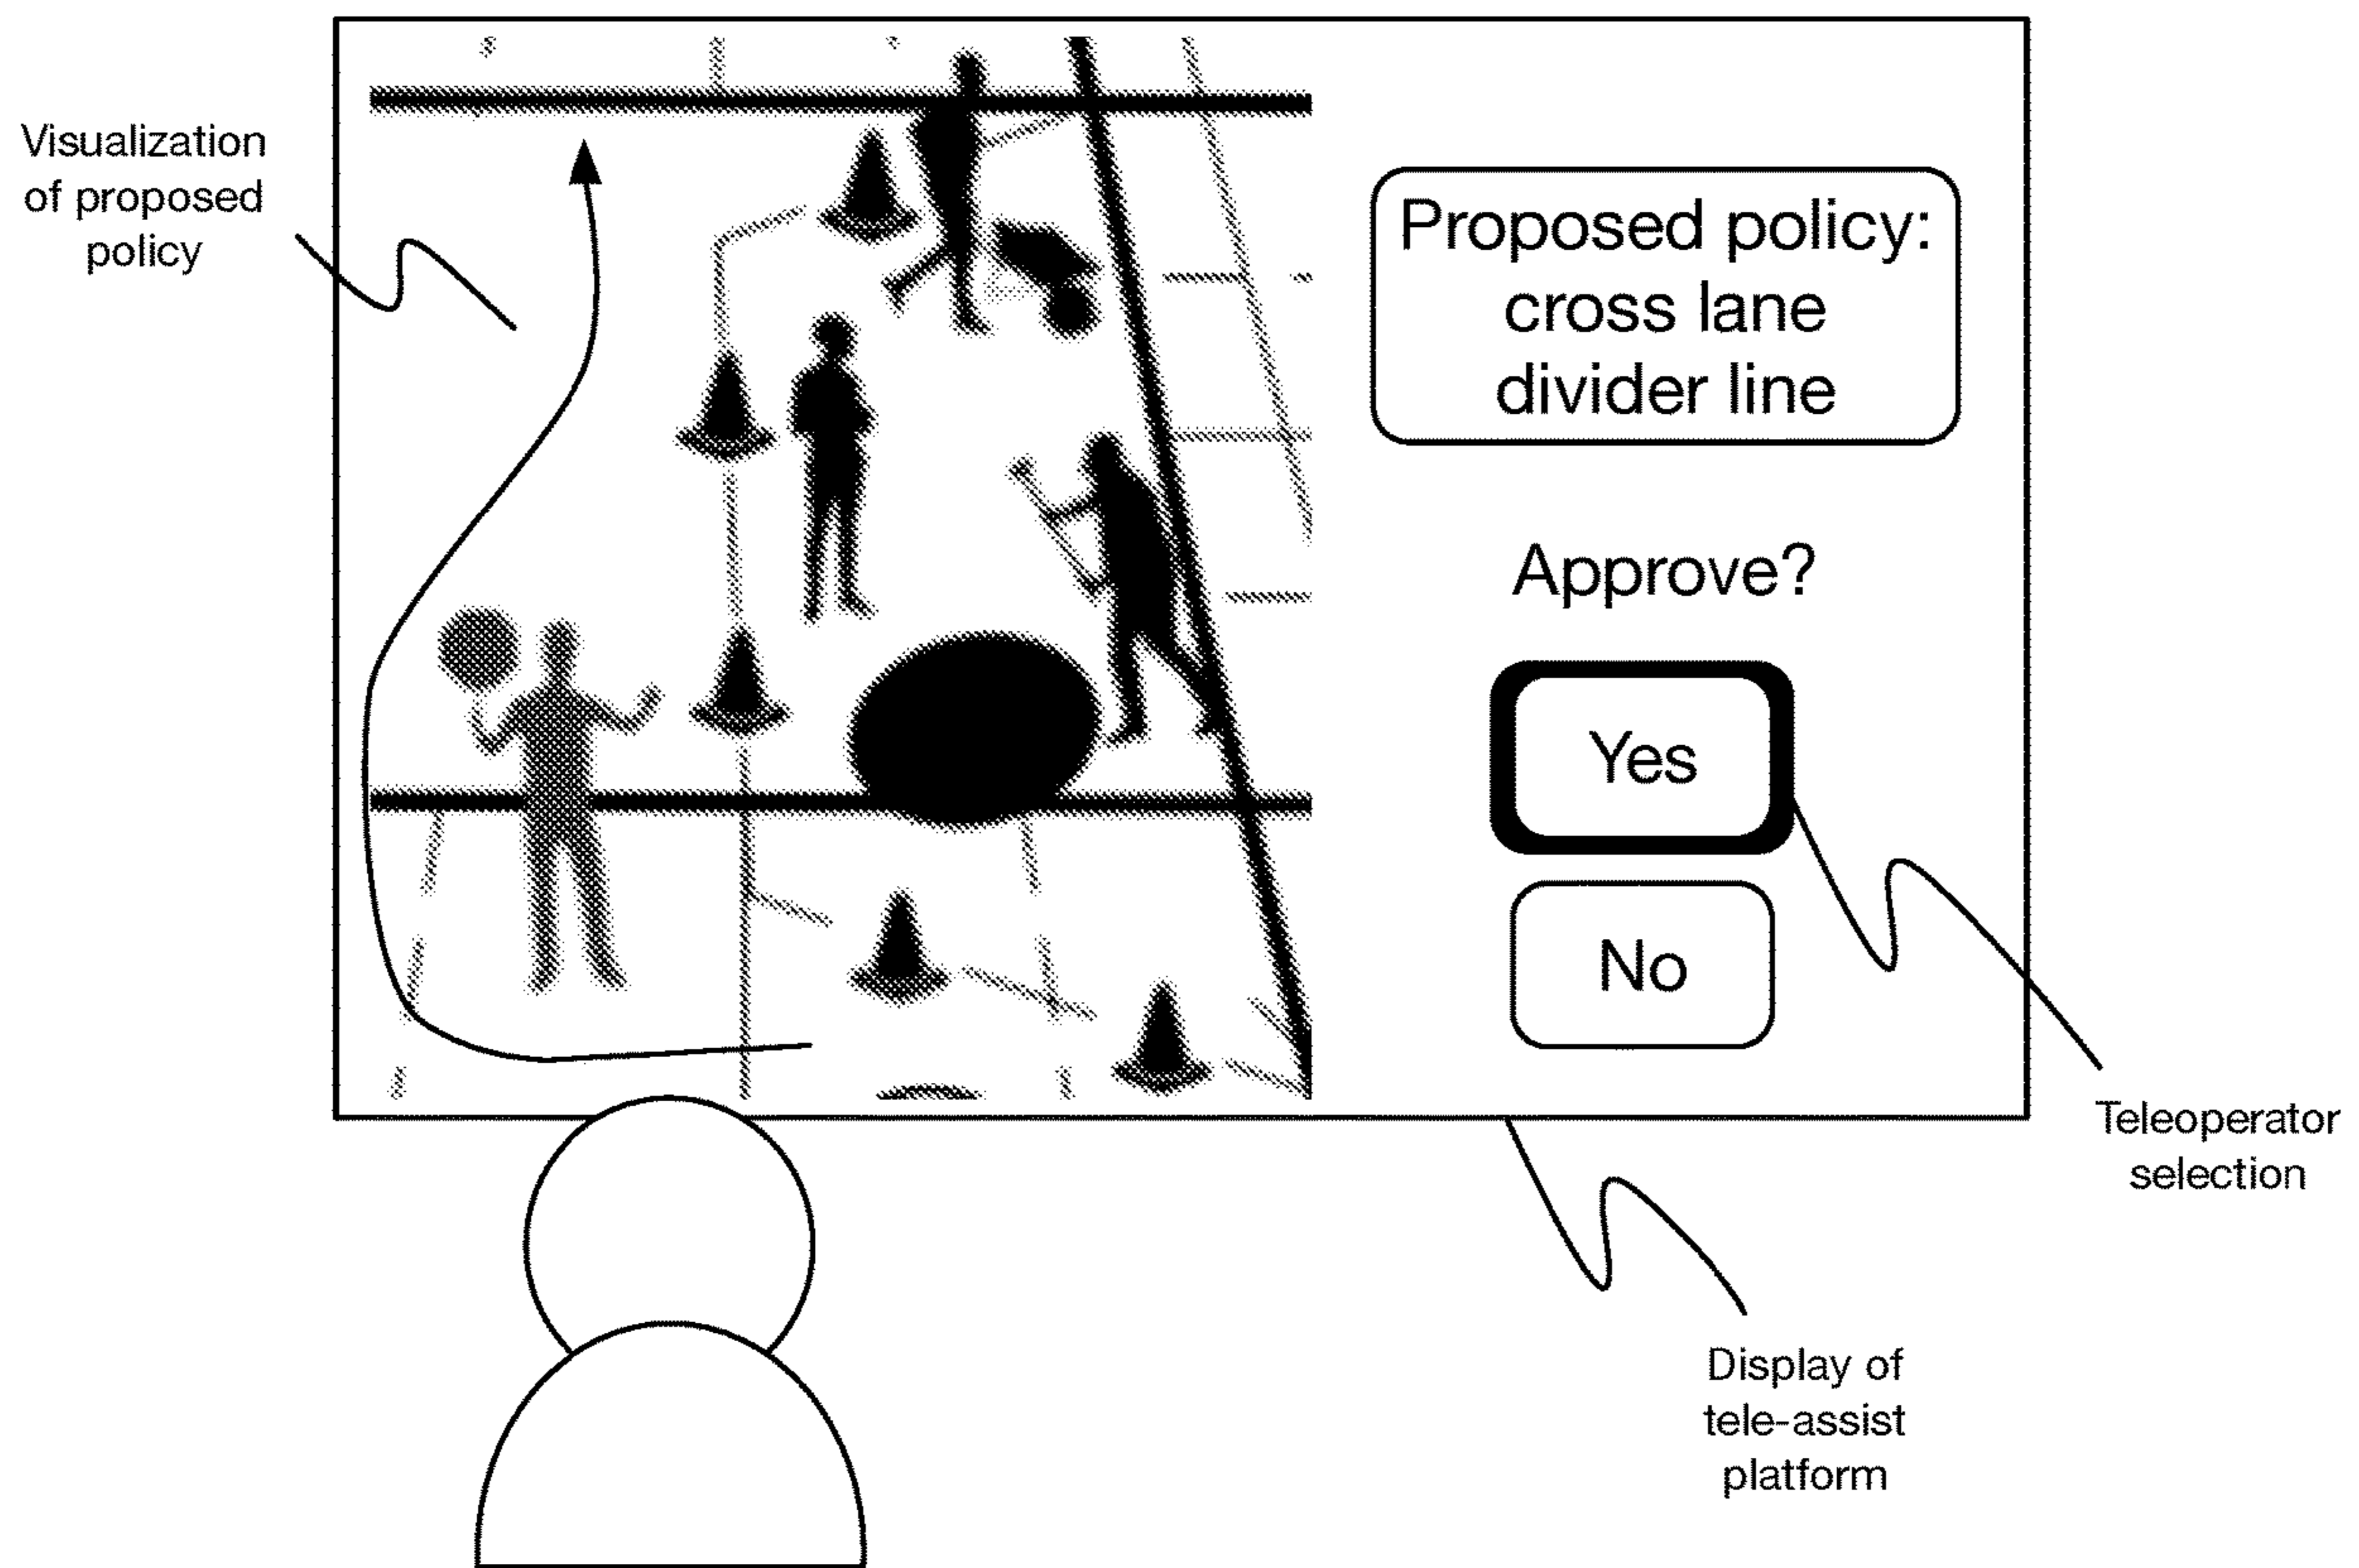 Visualization
of proposed
policy
Proposed policy:
cross lane
divider line
Approve?
Yes
No
Teleoperator
selection
Display of
tele-assist
platform